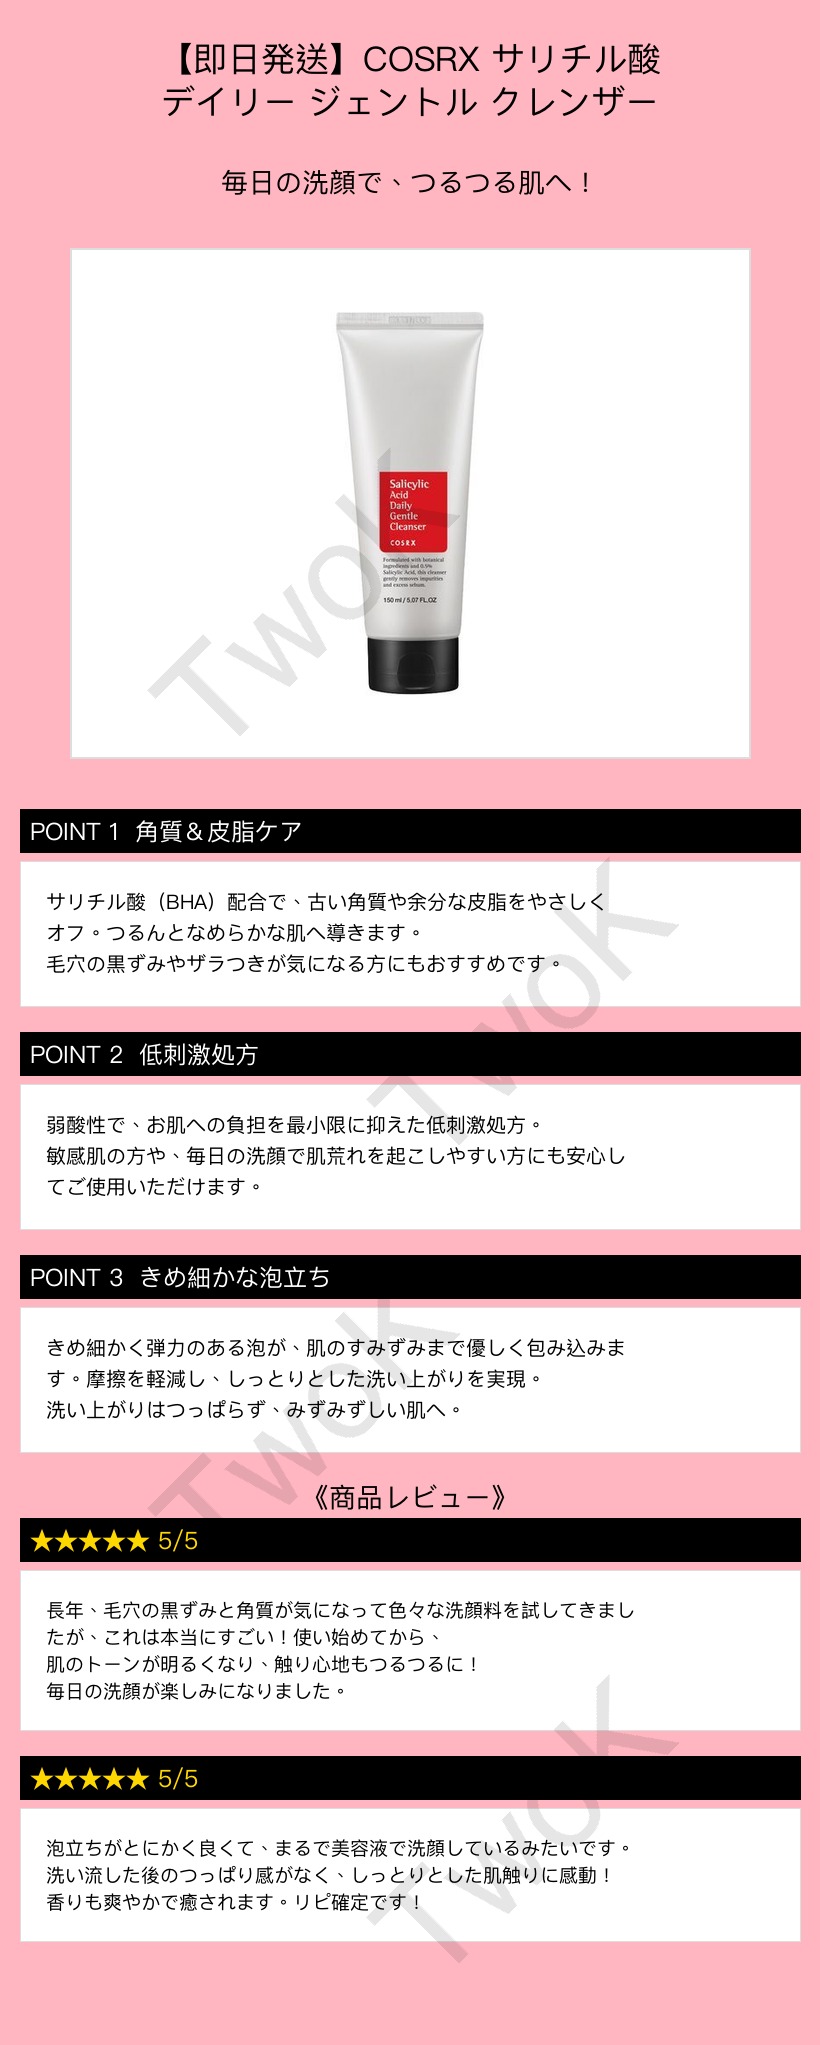 【即日発送】COSRX サリチル酸
デイリー ジェントル クレンザー
毎日の洗顔で、つるつる肌へ！
Salicylic
Acid
Daily
Gentle
Cleanser
COSRX
Formulated with botanical
ingredients and 0.5%
Salicylic Acid, this cleanser
gently removes impurities
and excess sebum.
150 ml / 5.07 FL.OZ
TwoK
POINT 1 角質＆皮脂ケア
サリチル酸（BHA）配合で、古い角質や余分な皮脂をやさしく
オフ。つるんとなめらかな肌へ導きます。
毛穴の黒ずみやザラつきが気になる方にもおすすめです。
TwoK
POINT 2 低刺激処方
弱酸性で、お肌への負担を最小限に抑えた低刺激処方。
敏感肌の方や、毎日の洗顔で肌荒れを起こしやすい方にも安心し
てご使用いただけます。
POINT 3 きめ細かな泡立ち
きめ細かく弾力のある泡が、肌のすみずみまで優しく包み込みま
す。摩擦を軽減し、しっとりとした洗い上がりを実現。
洗い上がりはつっぱらず、みずみずしい肌へ。
TwoK
《商品レビュー》
★★★★★ 5/5
長年、毛穴の黒ずみと角質が気になって色々な洗顔料を試してきまし
たが、これは本当にすごい！使い始めてから、
肌のトーンが明るくなり、触り心地もつるつるに！
毎日の洗顔が楽しみになりました。
★★★★★ 5/5
泡立ちがとにかく良くて、まるで美容液で洗顔しているみたいです。
洗い流した後のつっぱり感がなく、しっとりとした肌触りに感動！
香りも爽やかで癒されます。リピ確定です！
TwoK